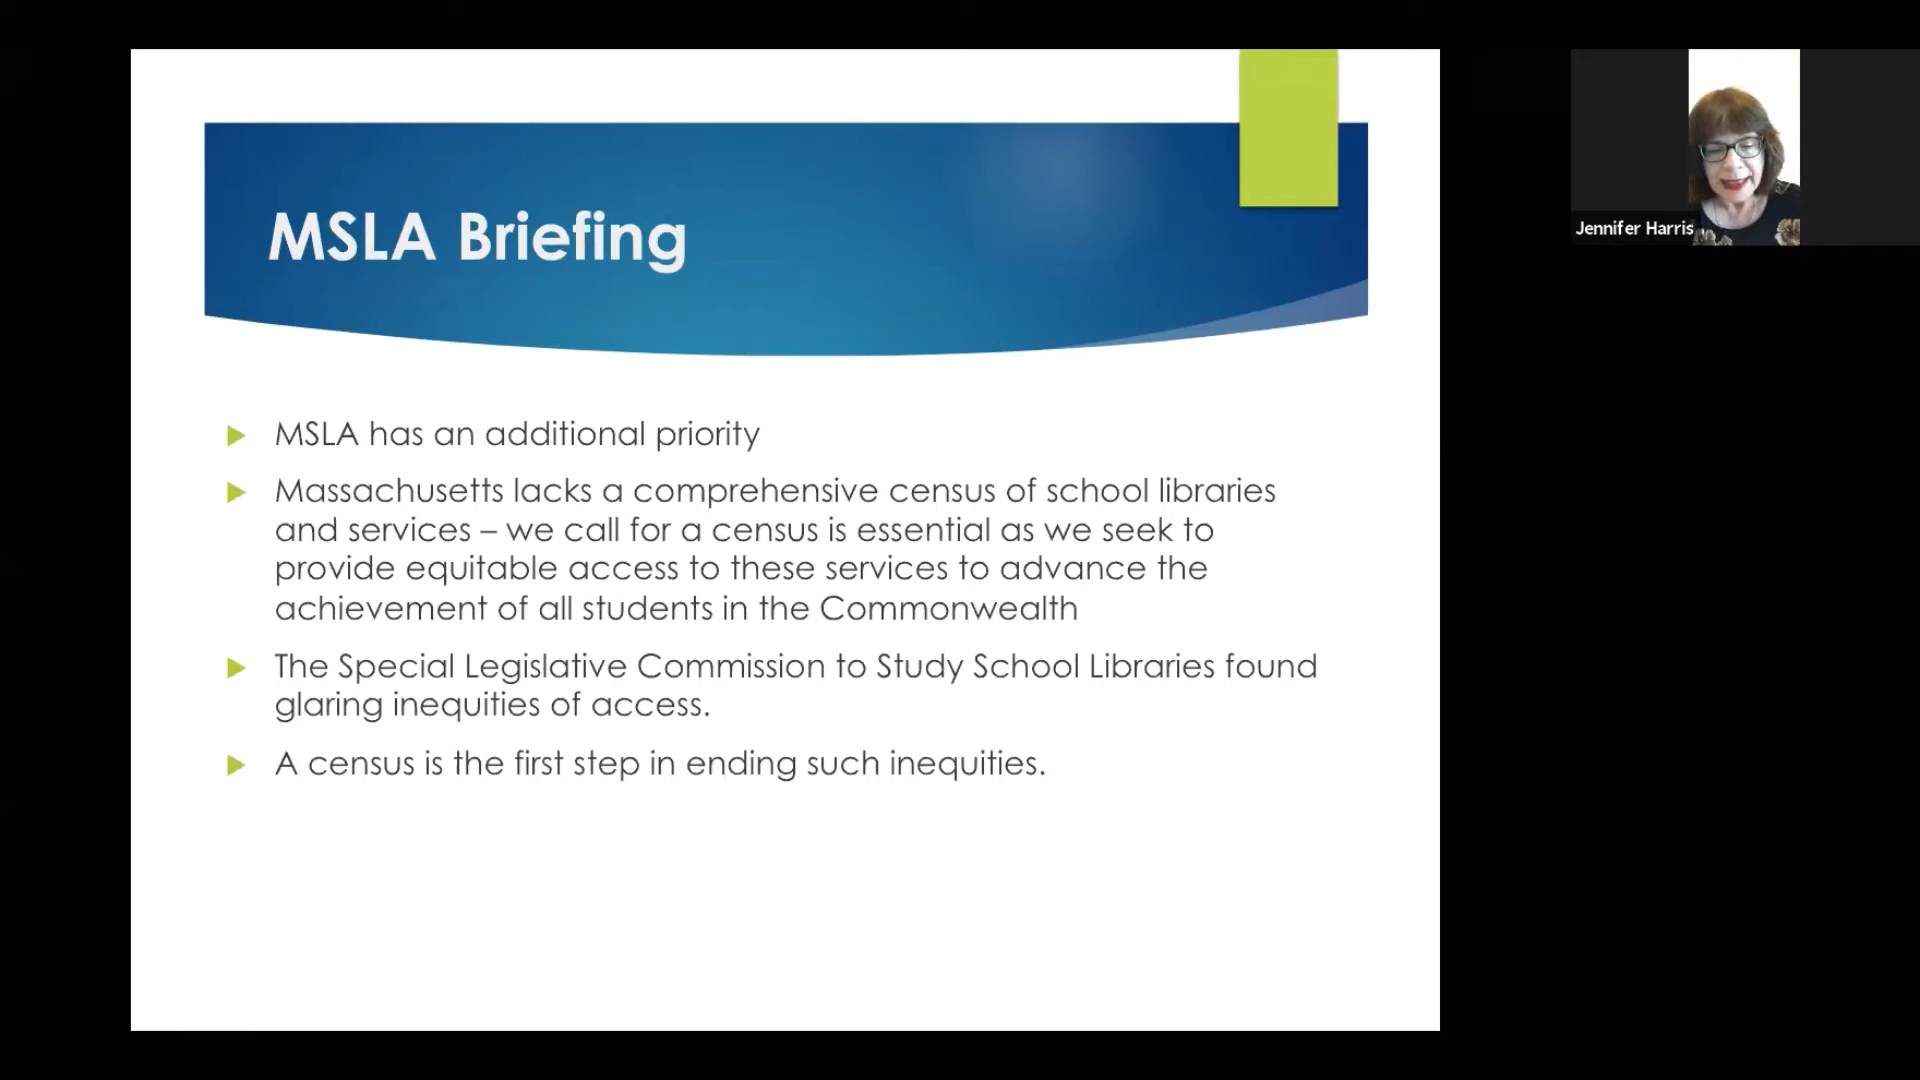 MSLA Briefing
MSLA has an additional priority
Massachusetts lacks a comprehensive census of school libraries
and services – we call for a census is essential as we seek to
provide equitable access to these services to advance the
achievement of all students in the Commonwealth
The Special Legislative Commission to Study School Libraries found
glaring inequities of access.
A census is the first step in ending such inequities.
Jennifer Harris